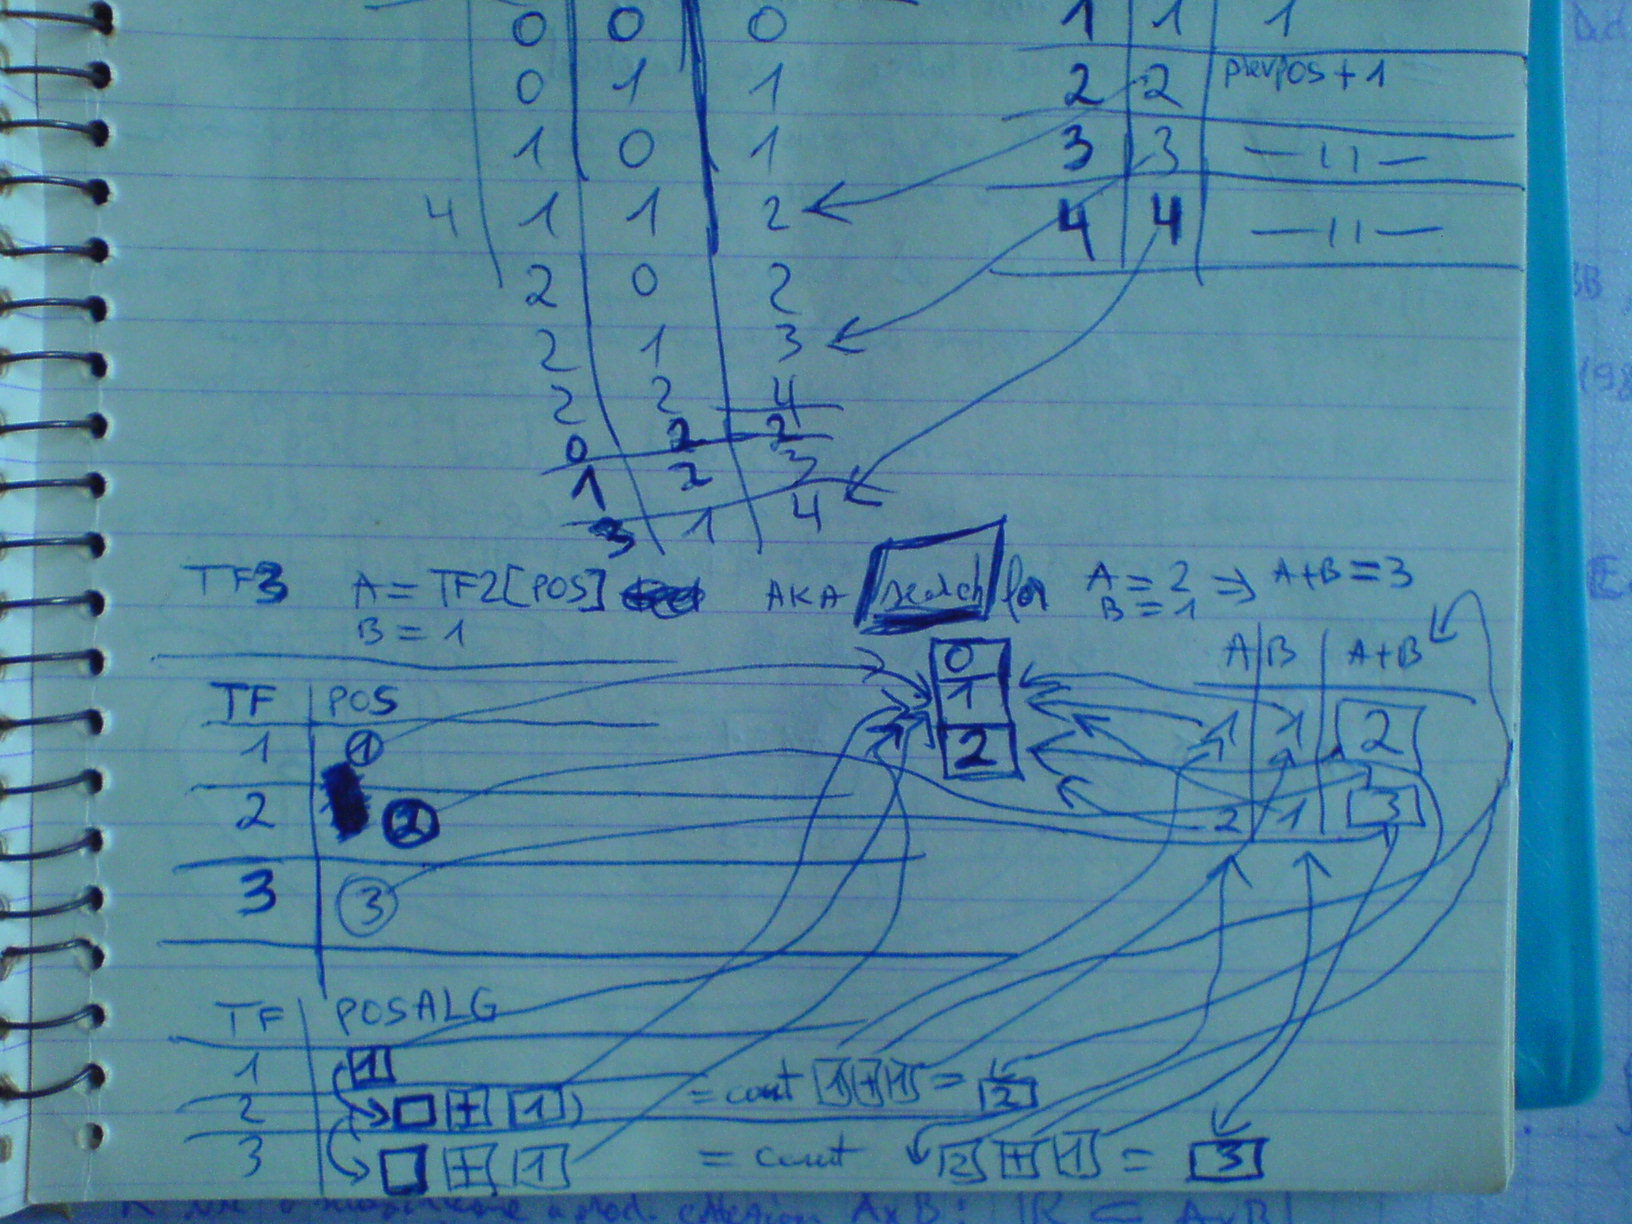 0 0 0
0 1 1
1 0 1
4 1 1 2
2 0 2
2 1 3
2 2 4
0 2 2
1 2 3
3 1 4
1 1 1
2 2 prevpos + 1
3 3 — 11 —
4 4 — 11 —
TF3 A = TF2[POS] AKA search for A = 2 => A+B = 3
B = 1 B = 1
0
1
2
A B A+B
1 1 2
2 1 3
TF POS
1 1
2 2
3 3
TF POSALG
1 1
2 + 1 = cout 1 + 1 = 2
3 + 1 = cout 2 + 1 = 3